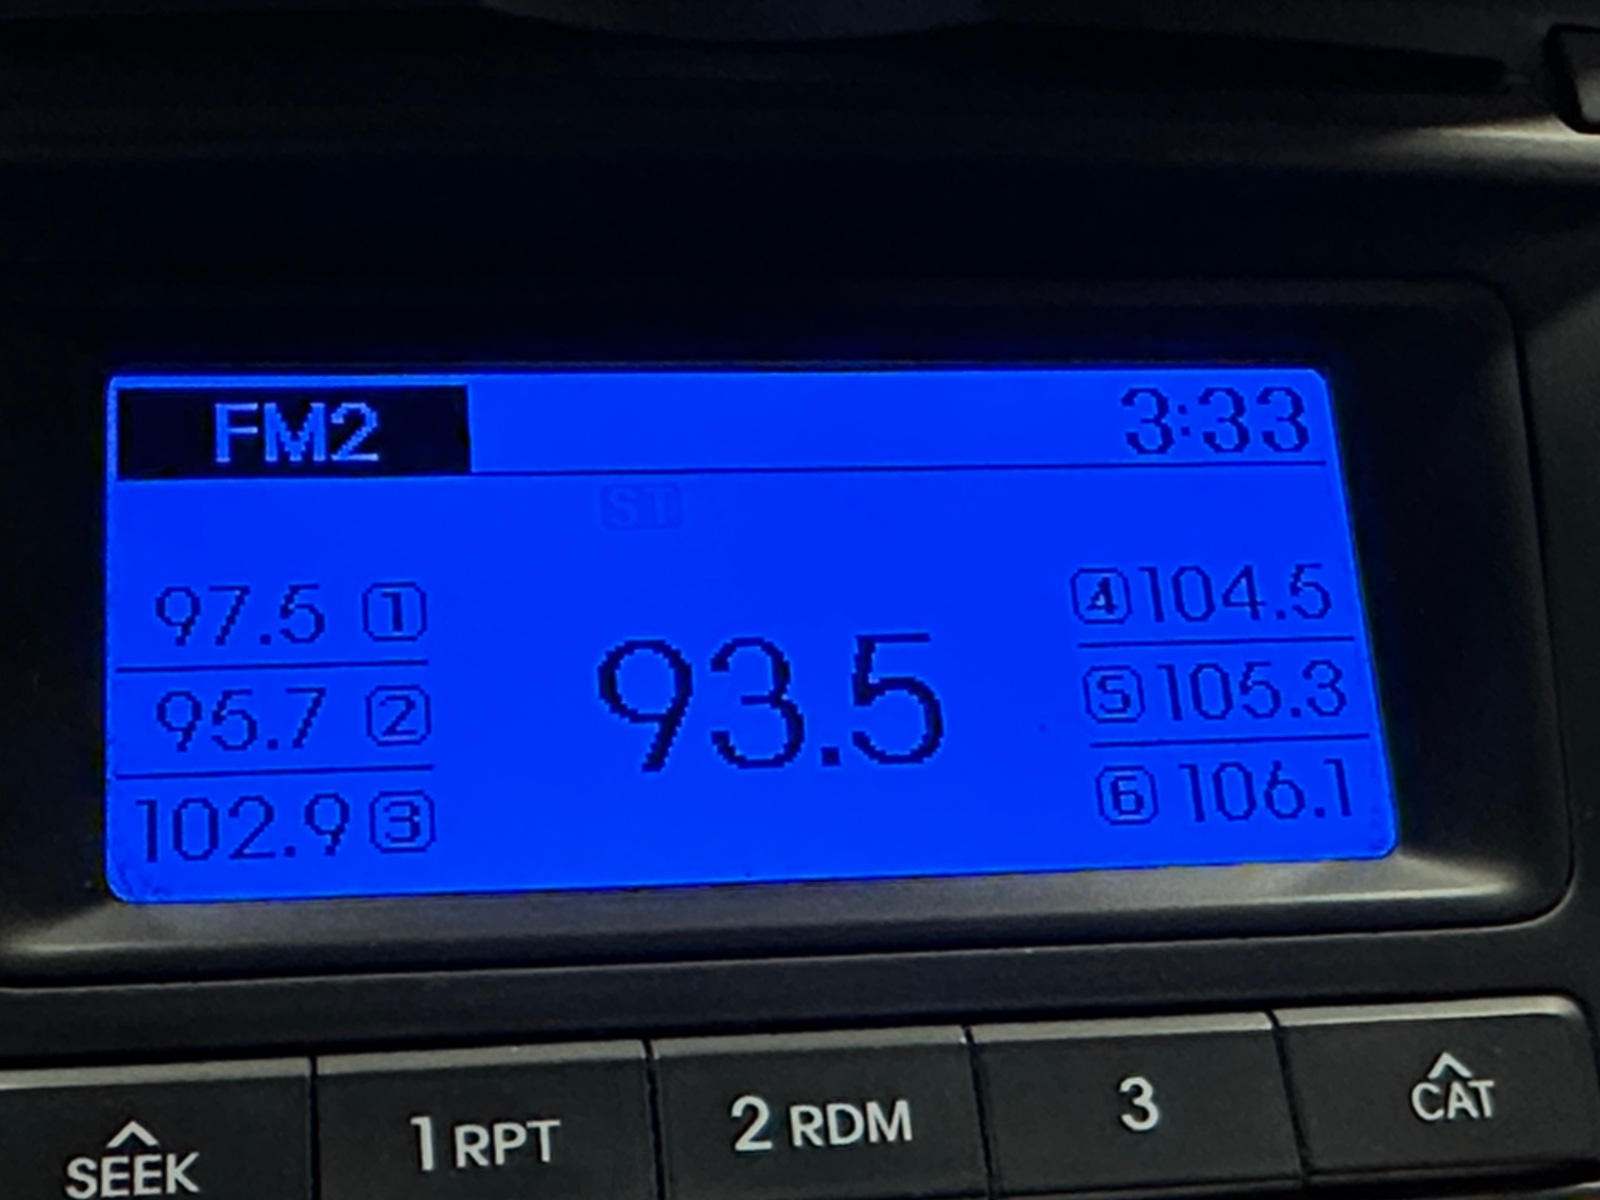 FM2 3:33
ST
97.5 1
95.7 2
102.9 3
93.5
4 104.5
5 105.3
6 106.1
SEEK
1 RPT
2 RDM
3
CAT